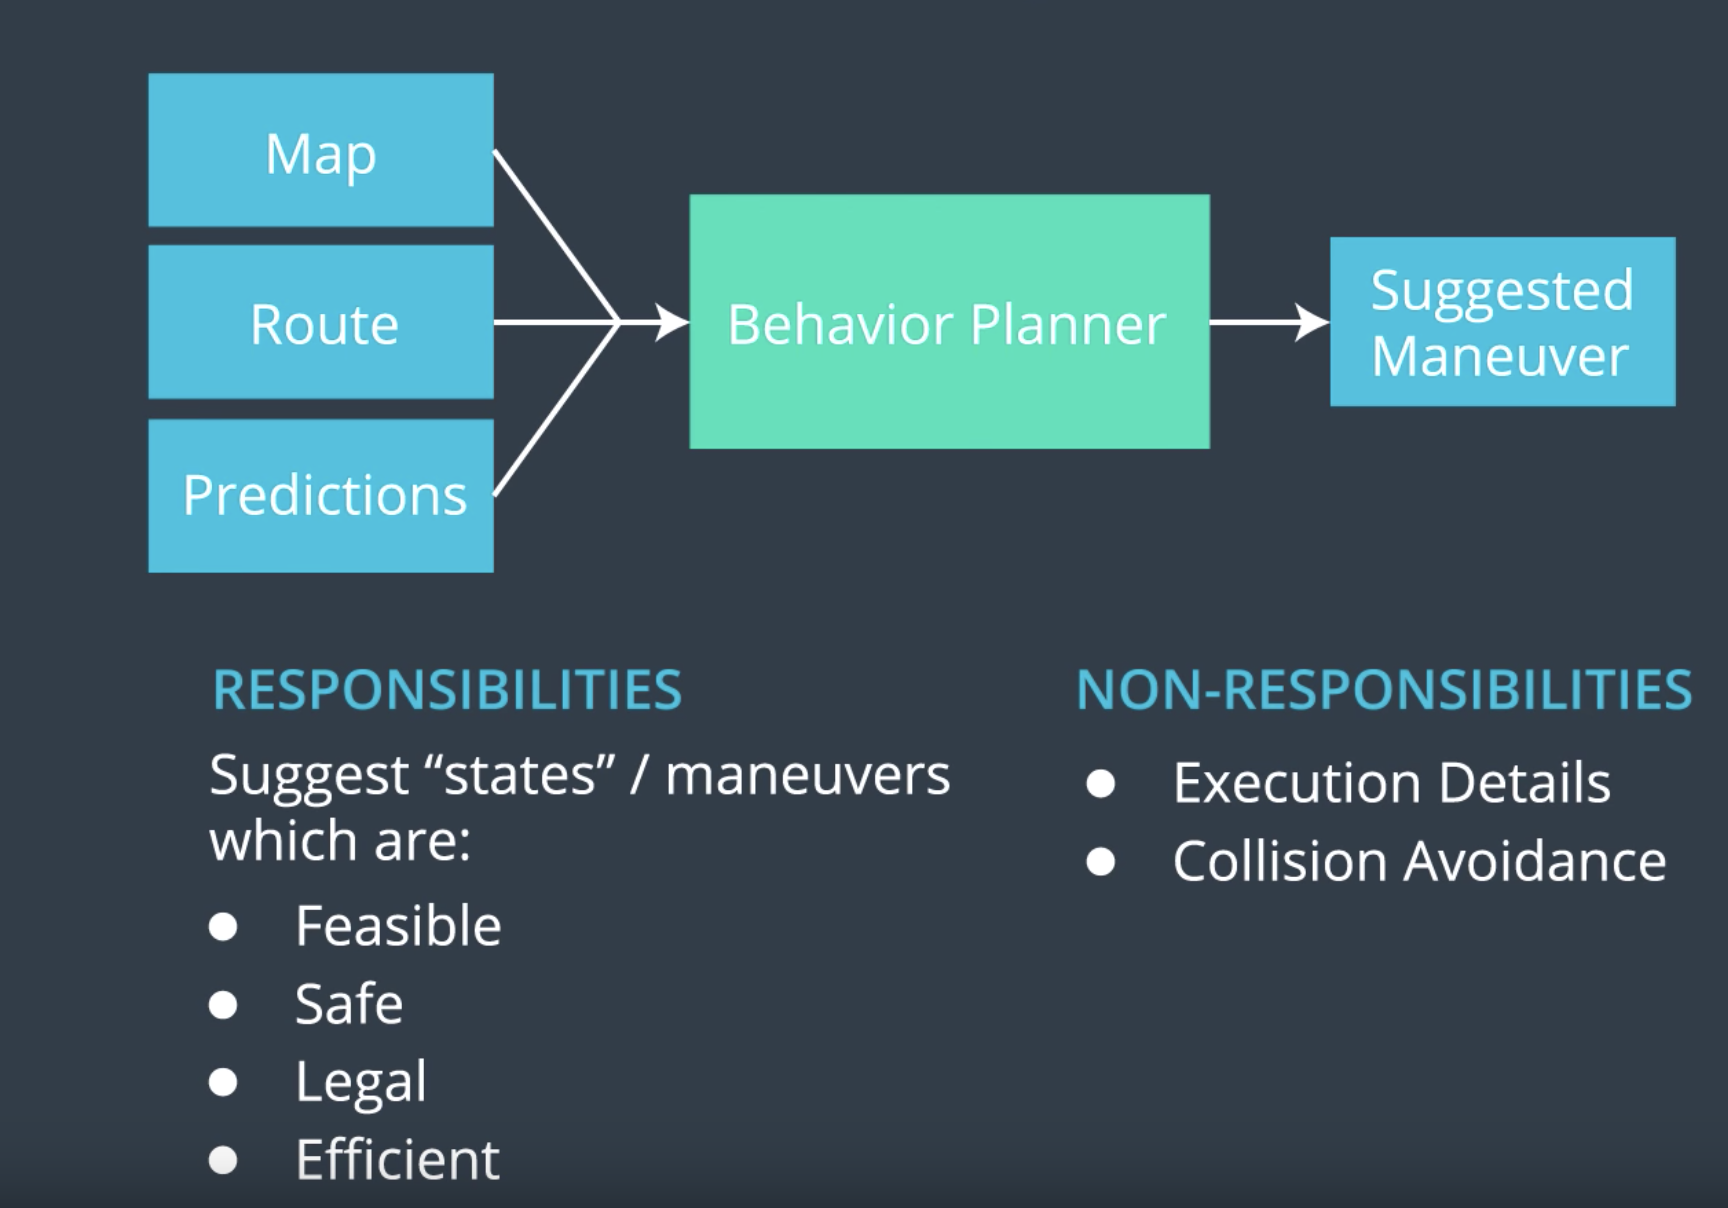 Map
Route
Predictions
Behavior Planner
Suggested
Maneuver
RESPONSIBILITIES
Suggest “states” / maneuvers
which are:
● Feasible
● Safe
● Legal
● Efficient
NON-RESPONSIBILITIES
● Execution Details
● Collision Avoidance